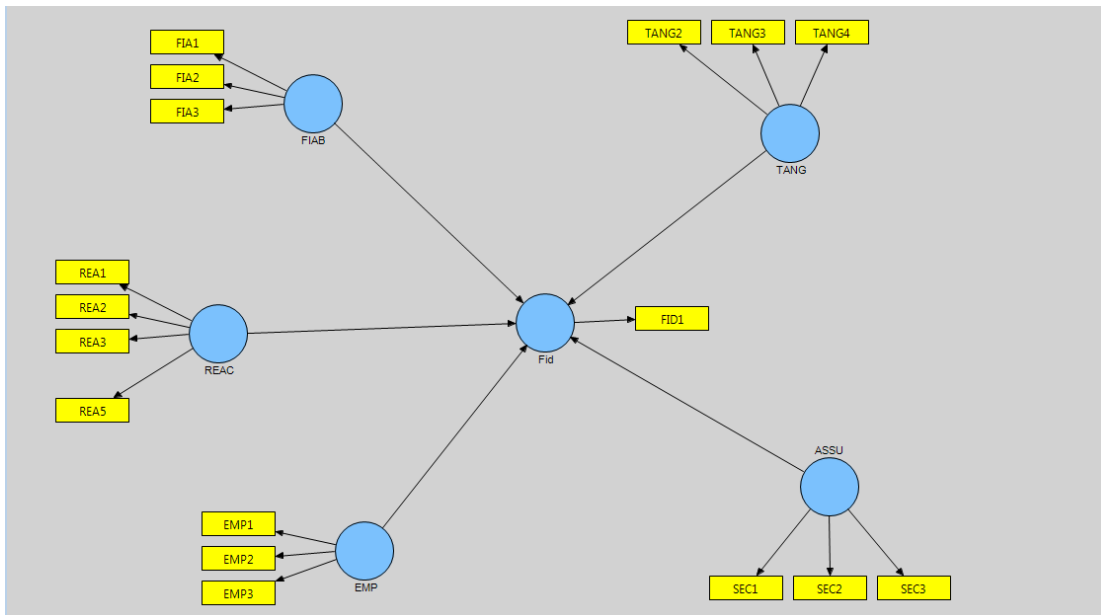 FIA1
FIA2
FIA3
FIAB
TANG2
TANG3
TANG4
TANG
REA1
REA2
REA3
REA5
REAC
Fid
FID1
EMP1
EMP2
EMP3
EMP
ASSU
SEC1
SEC2
SEC3